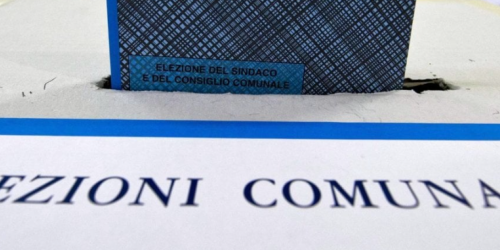 ELEZIONE DEL SINDACO
E DEL CONSIGLIO COMUNALE
EZIONI COMUNA